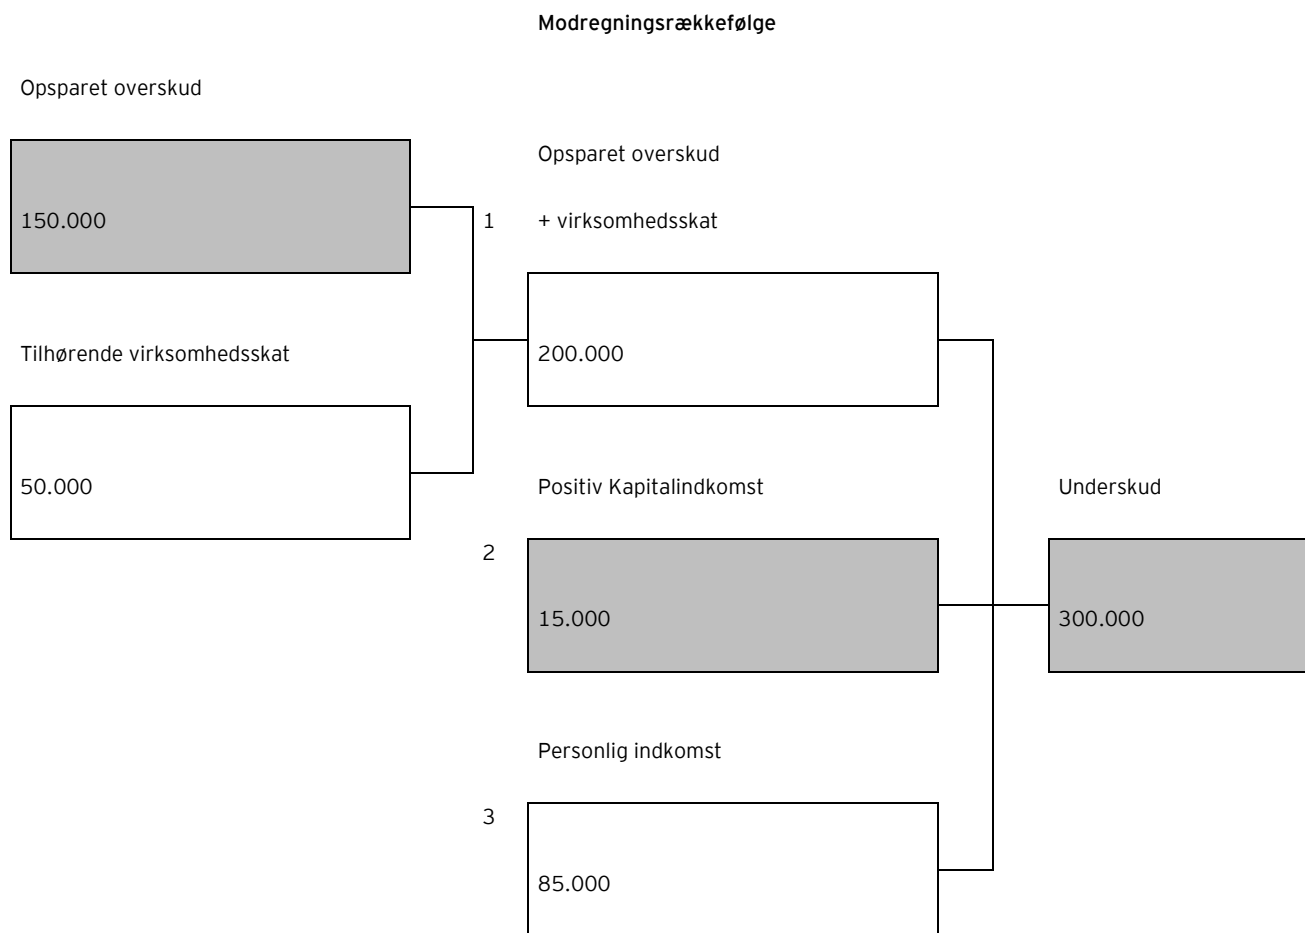 Modregningsrækkefølge
Opsparet overskud
150.000
Tilhørende virksomhedsskat
50.000
1
Opsparet overskud
+ virksomhedsskat
200.000
2
Positiv Kapitalindkomst
15.000
3
Personlig indkomst
85.000
Underskud
300.000